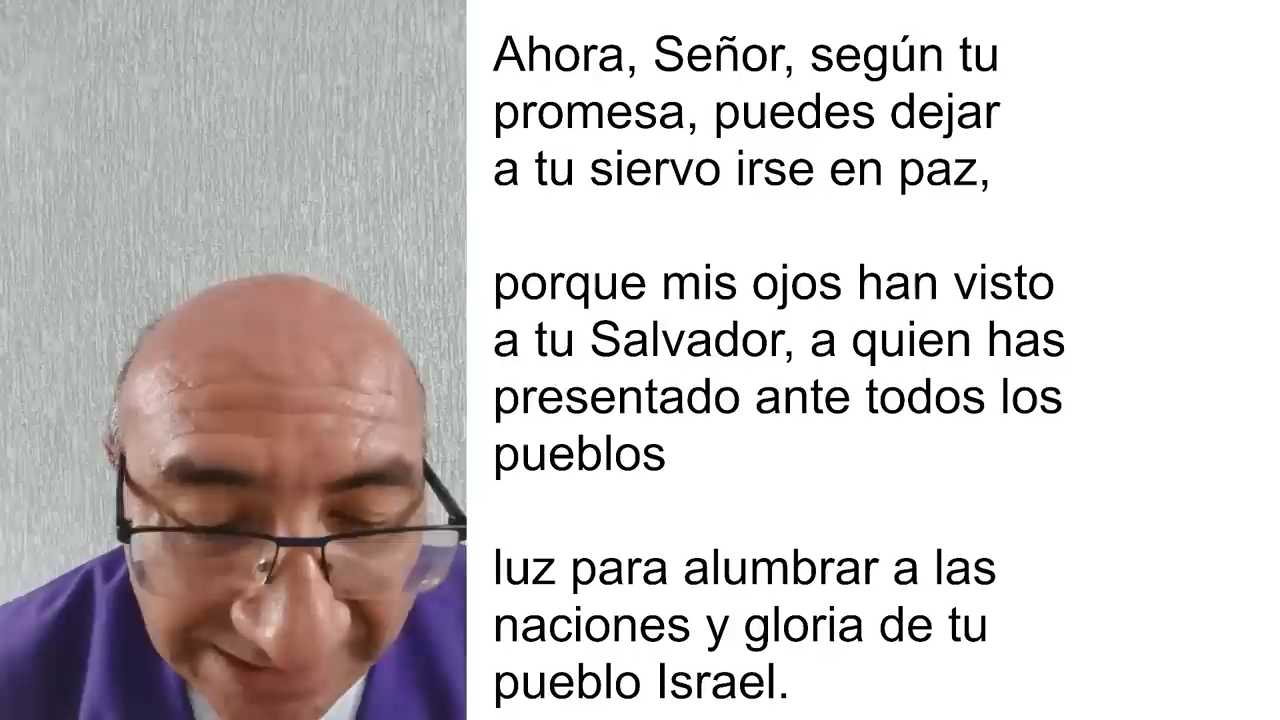 Ahora, Señor, según tu
promesa, puedes dejar
a tu siervo irse en paz,
porque mis ojos han visto
a tu Salvador, a quien has
presentado ante todos los
pueblos
luz para alumbrar a las
naciones y gloria de tu
pueblo Israel.